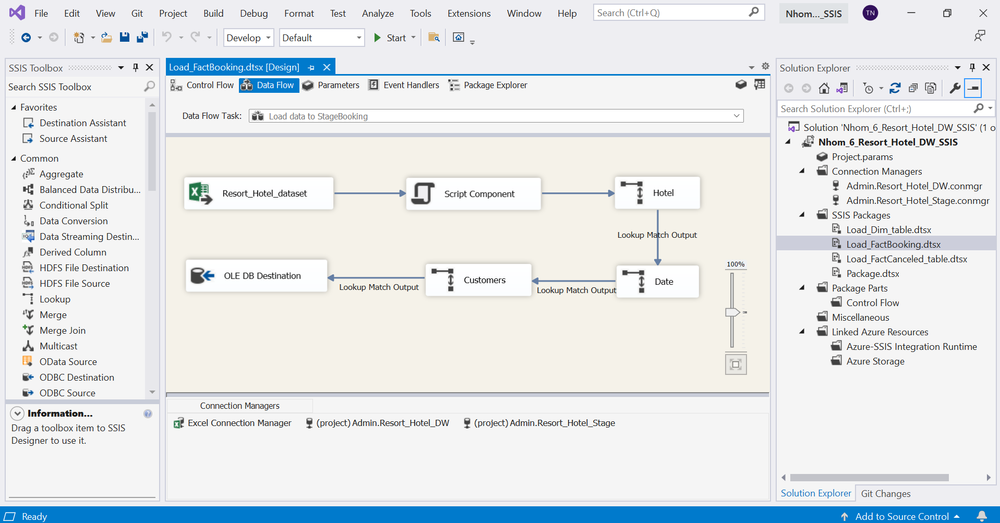 File Edit View Git Project Build Debug Format Test Analyze Tools Extensions Window Help Search (Ctrl+Q) Nhom..._SSIS TN
Develop Default Start
SSIS Toolbox
Search SSIS Toolbox
Favorites
Destination Assistant
Source Assistant
Common
Aggregate
Balanced Data Distribu...
Conditional Split
Data Conversion
Data Streaming Destin...
Derived Column
HDFS File Destination
HDFS File Source
Lookup
Merge
Merge Join
Multicast
OData Source
ODBC Destination
ODBC Source
Information...
Drag a toolbox item to SSIS
Designer to use it.
Load_FactBooking.dtsx [Design]
Control Flow Data Flow Parameters Event Handlers Package Explorer
Data Flow Task: Load data to StageBooking
Resort_Hotel_dataset
Script Component
Hotel
Lookup Match Output
Date
Lookup Match Output
Customers
Lookup Match Output
OLE DB Destination
100%
Connection Managers
Excel Connection Manager (project) Admin.Resort_Hotel_DW (project) Admin.Resort_Hotel_Stage
Solution Explorer
Search Solution Explorer (Ctrl+;)
Solution 'Nhom_6_Resort_Hotel_DW_SSIS' (1 o
Nhom_6_Resort_Hotel_DW_SSIS
Project.params
Connection Managers
Admin.Resort_Hotel_DW.conmgr
Admin.Resort_Hotel_Stage.conmgr
SSIS Packages
Load_Dim_table.dtsx
Load_FactBooking.dtsx
Load_FactCanceled_table.dtsx
Package.dtsx
Package Parts
Control Flow
Miscellaneous
Linked Azure Resources
Azure-SSIS Integration Runtime
Azure Storage
Solution Explorer Git Changes
Ready Add to Source Control